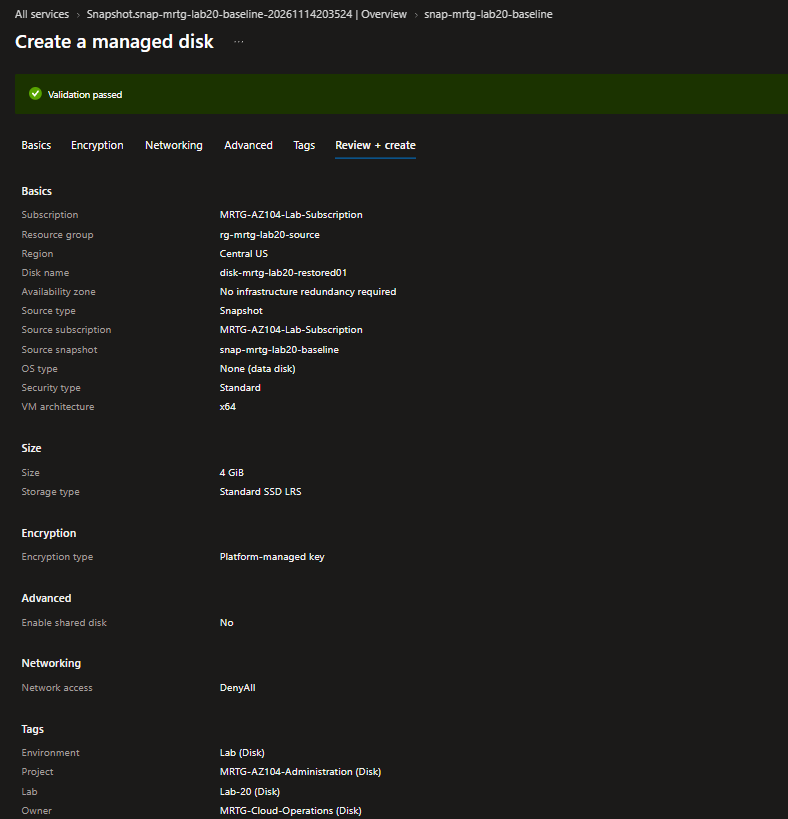 All services > Snapshot.snap-mrtg-lab20-baseline-20261114203524 | Overview > snap-mrtg-lab20-baseline
Create a managed disk ...
Validation passed
Basics Encryption Networking Advanced Tags Review + create
Basics
Subscription MRTG-AZ104-Lab-Subscription
Resource group rg-mrtg-lab20-source
Region Central US
Disk name disk-mrtg-lab20-restored01
Availability zone No infrastructure redundancy required
Source type Snapshot
Source subscription MRTG-AZ104-Lab-Subscription
Source snapshot snap-mrtg-lab20-baseline
OS type None (data disk)
Security type Standard
VM architecture x64
Size
Size 4 GiB
Storage type Standard SSD LRS
Encryption
Encryption type Platform-managed key
Advanced
Enable shared disk No
Networking
Network access DenyAll
Tags
Environment Lab (Disk)
Project MRTG-AZ104-Administration (Disk)
Lab Lab-20 (Disk)
Owner MRTG-Cloud-Operations (Disk)